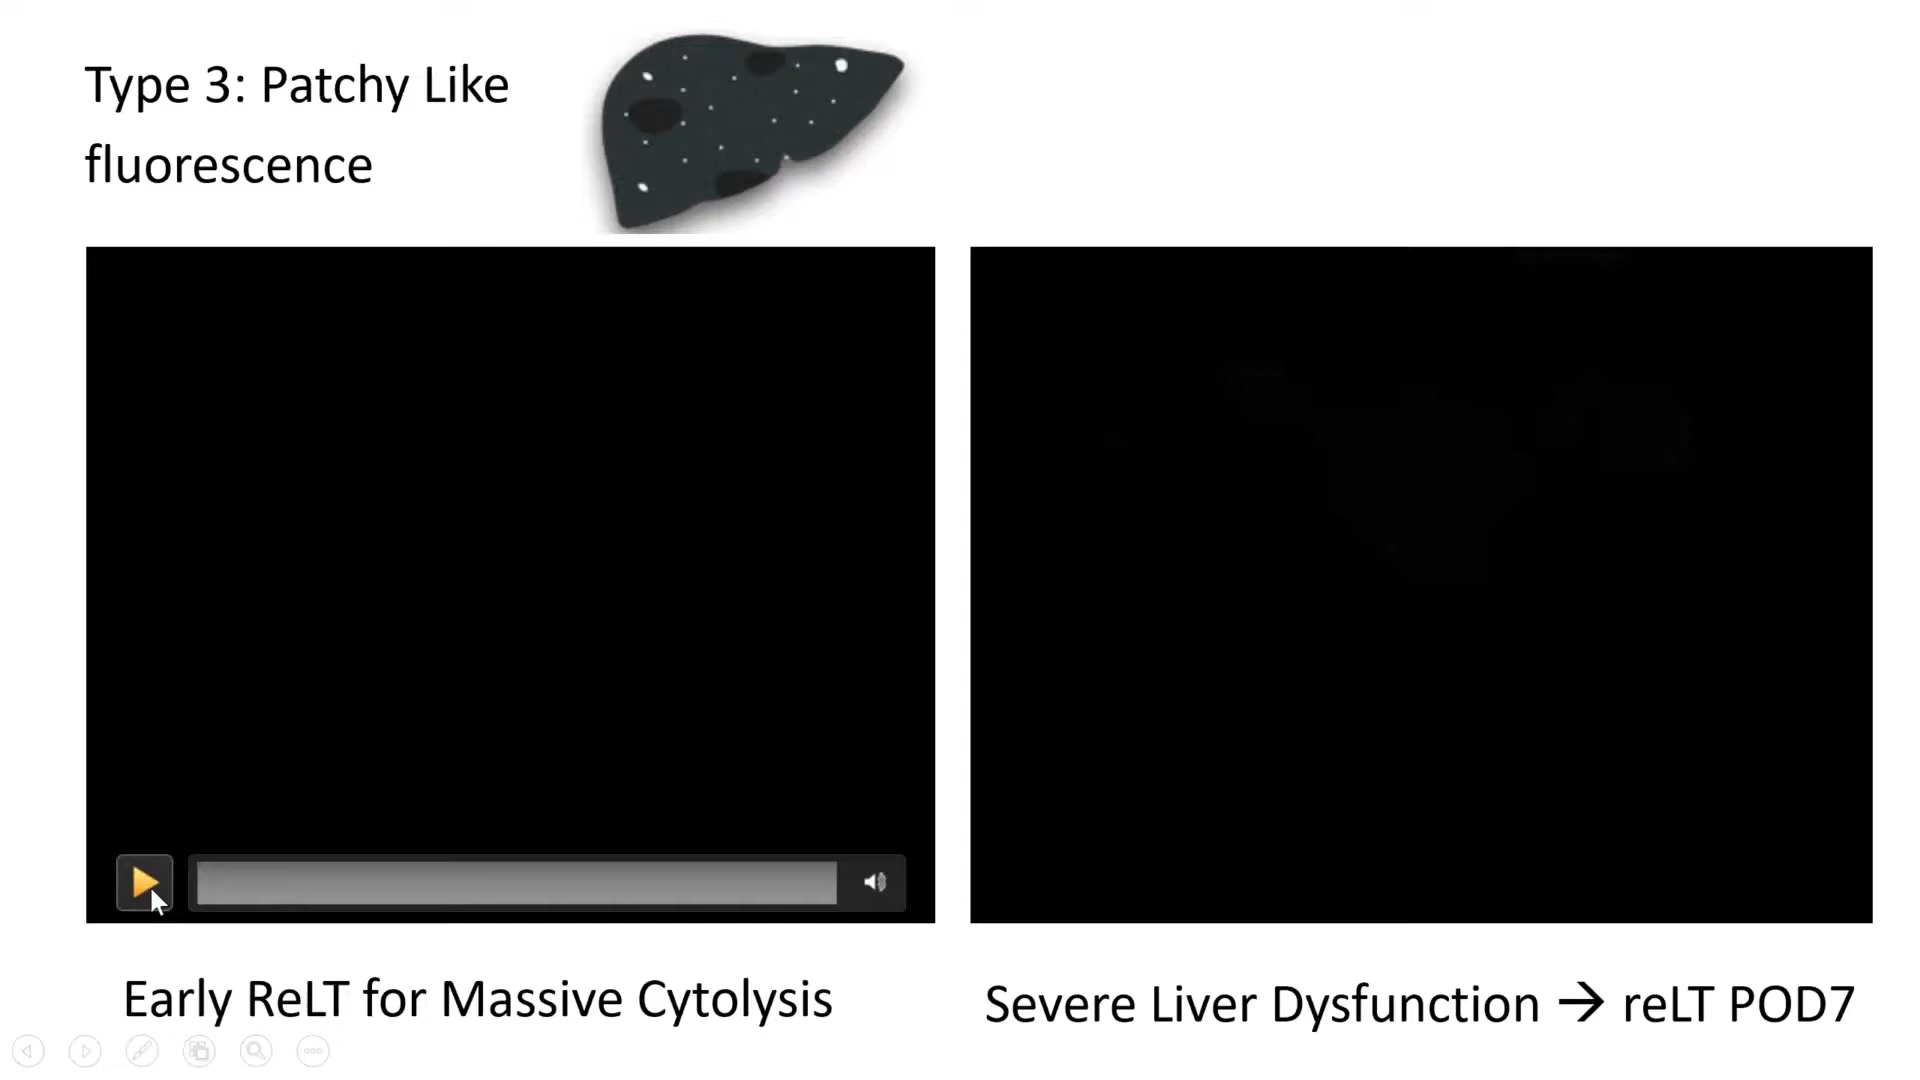 Type 3: Patchy Like
fluorescence
Early ReLT for Massive Cytolysis
Severe Liver Dysfunction → reLT POD7